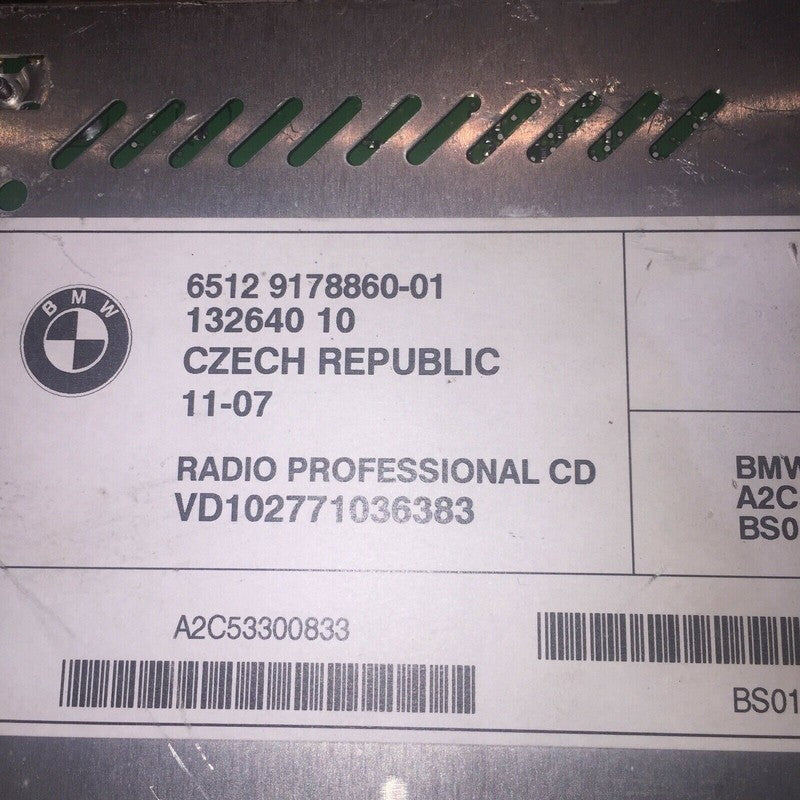 BMW
6512 9178860-01
132640 10
CZECH REPUBLIC
11-07
RADIO PROFESSIONAL CD
VD102771036383
BMW
A2C
BS0
A2C53300833
BS01